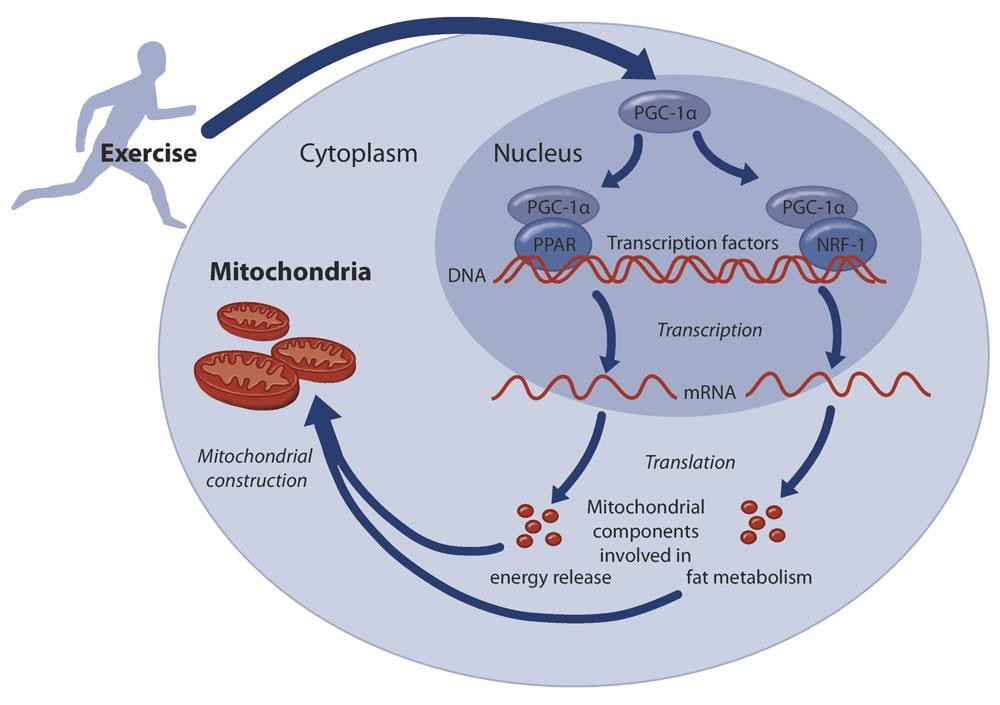 Exercise
Cytoplasm
Nucleus
PGC-1α
PGC-1α
PGC-1α
PPAR
Transcription factors
NRF-1
DNA
Mitochondria
Transcription
mRNA
Mitochondrial
construction
Translation
Mitochondrial
components
involved in
energy release
fat metabolism